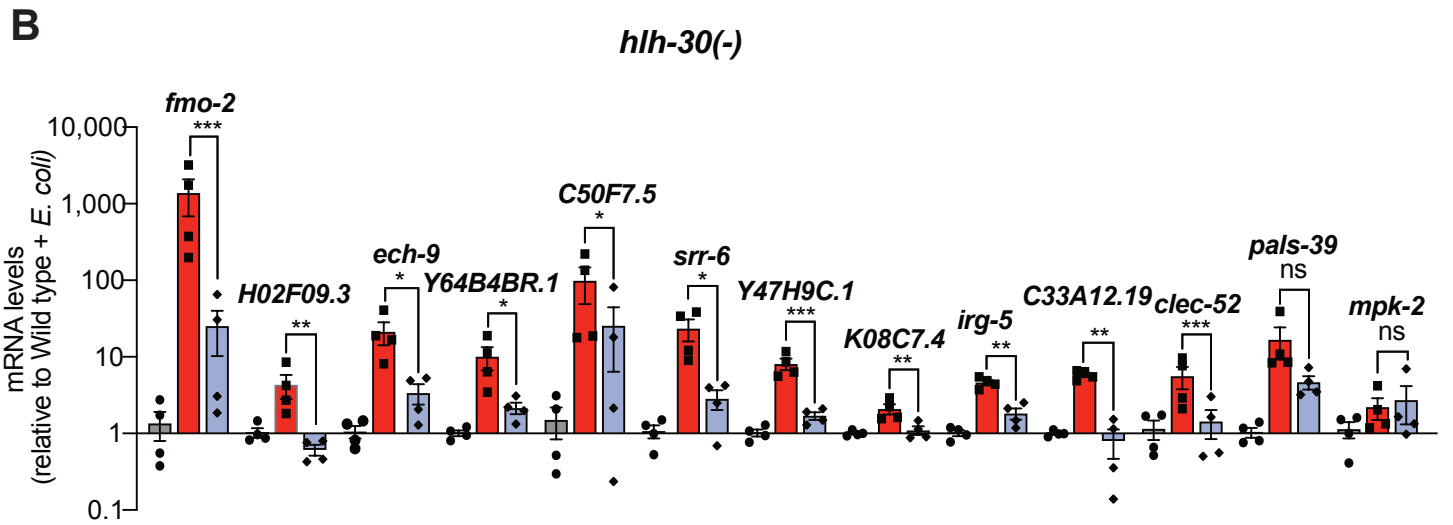 B
hlh-30(-)
mRNA levels
(relative to Wild type + E. coli)
10,000
1,000
100
10
1
0.1
fmo-2
***
H02F09.3
**
ech-9
*
Y64B4BR.1
*
C50F7.5
*
srr-6
*
Y47H9C.1
***
K08C7.4
**
irg-5
**
C33A12.19
**
clec-52
***
pals-39
ns
mpk-2
ns